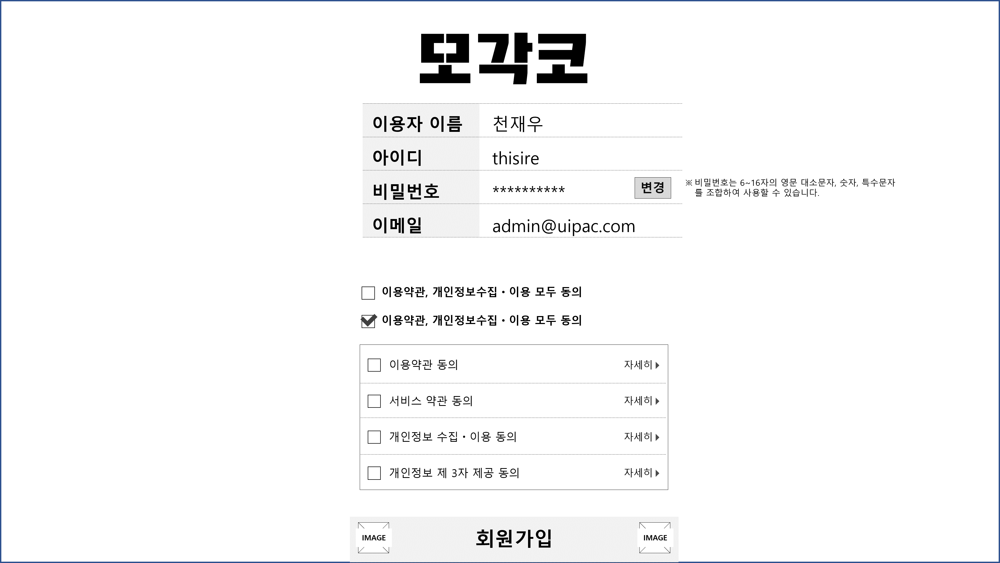 모각코
이용자 이름 천재우
아이디 thisire
비밀번호 ********** 변경
※ 비밀번호는 6~16자의 영문 대소문자, 숫자, 특수문자
를 조합하여 사용할 수 있습니다.
이메일 admin@uipac.com
이용약관, 개인정보수집・이용 모두 동의
이용약관, 개인정보수집・이용 모두 동의
이용약관 동의 자세히
서비스 약관 동의 자세히
개인정보 수집・이용 동의 자세히
개인정보 제 3자 제공 동의 자세히
IMAGE 회원가입 IMAGE